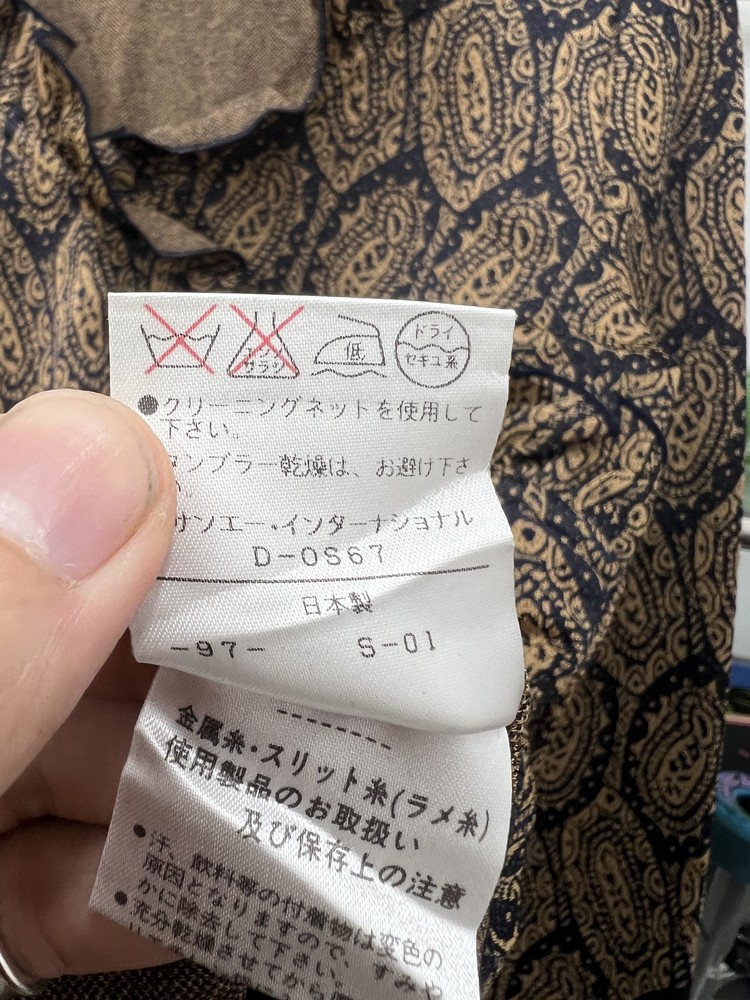 サラシ
低
ドライ
セキユ系
●クリーニングネットを使用して
下さい。
ンブラー乾燥は、お避け下さ
。
サンエー・インターナショナル
D-0S67
日本製
-97- S-01
--------
金属糸・スリット糸(ラメ糸)
使用製品のお取扱い
及び保存上の注意
●汗、飲料等の付着物は変色の
原因となりますので、すみや
かに除去して下さい。
●充分乾燥させてから